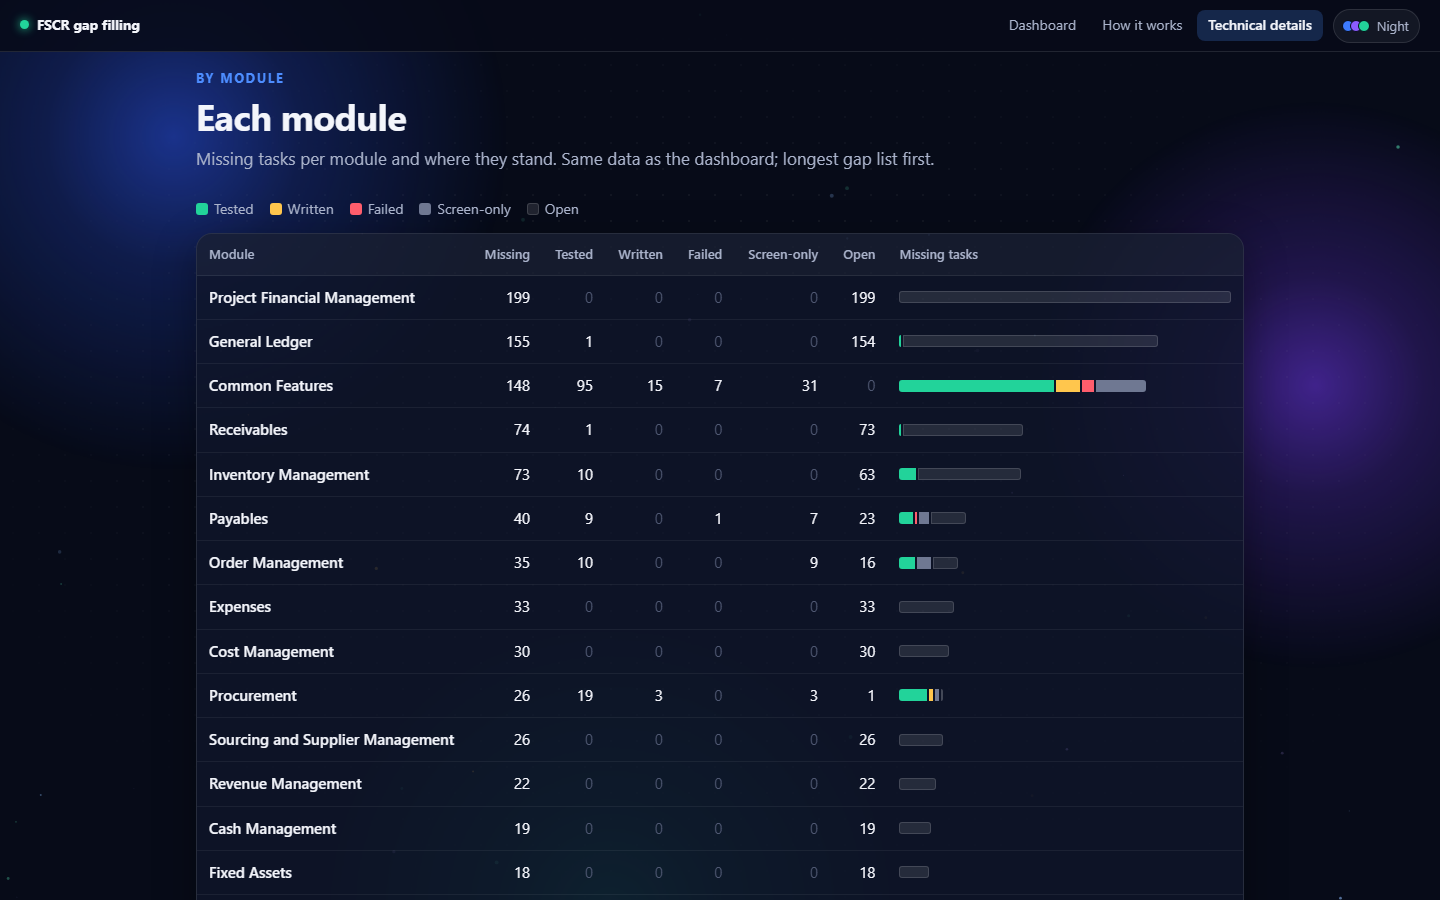 FSCR gap filling
Dashboard How it works Technical details Night
BY MODULE
Each module
Missing tasks per module and where they stand. Same data as the dashboard; longest gap list first.
Tested Written Failed Screen-only Open
Module Missing Tested Written Failed Screen-only Open Missing tasks
Project Financial Management 199 0 0 0 0 199
General Ledger 155 1 0 0 0 154
Common Features 148 95 15 7 31 0
Receivables 74 1 0 0 0 73
Inventory Management 73 10 0 0 0 63
Payables 40 9 0 1 7 23
Order Management 35 10 0 0 9 16
Expenses 33 0 0 0 0 33
Cost Management 30 0 0 0 0 30
Procurement 26 19 3 0 3 1
Sourcing and Supplier Management 26 0 0 0 0 26
Revenue Management 22 0 0 0 0 22
Cash Management 19 0 0 0 0 19
Fixed Assets 18 0 0 0 0 18